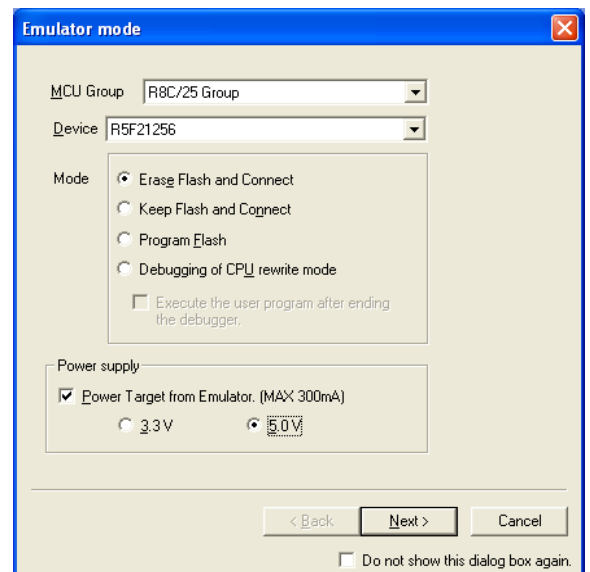 Emulator mode
MCU Group R8C/25 Group
Device R5F21256
Mode Erase Flash and Connect
Keep Flash and Connect
Program Flash
Debugging of CPU rewrite mode
Execute the user program after ending
the debugger.
Power supply
Power Target from Emulator. (MAX 300mA)
3.3 V 5.0 V
< Back Next > Cancel
Do not show this dialog box again.